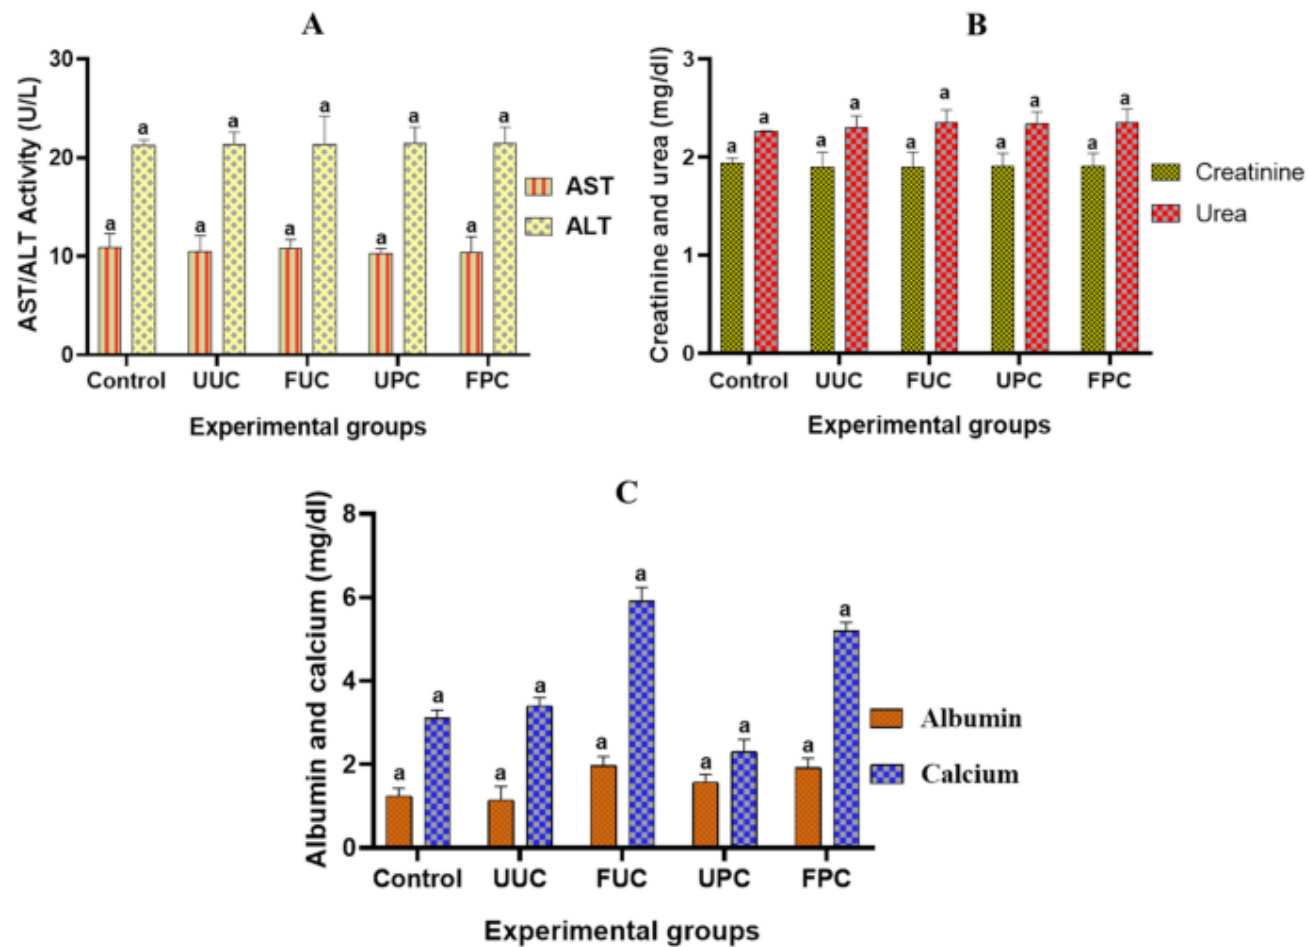 A
AST/ALT Activity (U/L)
30
20
10
0
a a a a a a a a a a
Control UUC FUC UPC FPC
Experimental groups
AST
ALT
B
Creatinine and urea (mg/dl)
3
2
1
0
a a a a a a a a a a
Control UUC FUC UPC FPC
Experimental groups
Creatinine
Urea
C
Albumin and calcium (mg/dl)
8
6
4
2
0
a a a a a a a a a a
Control UUC FUC UPC FPC
Experimental groups
Albumin
Calcium